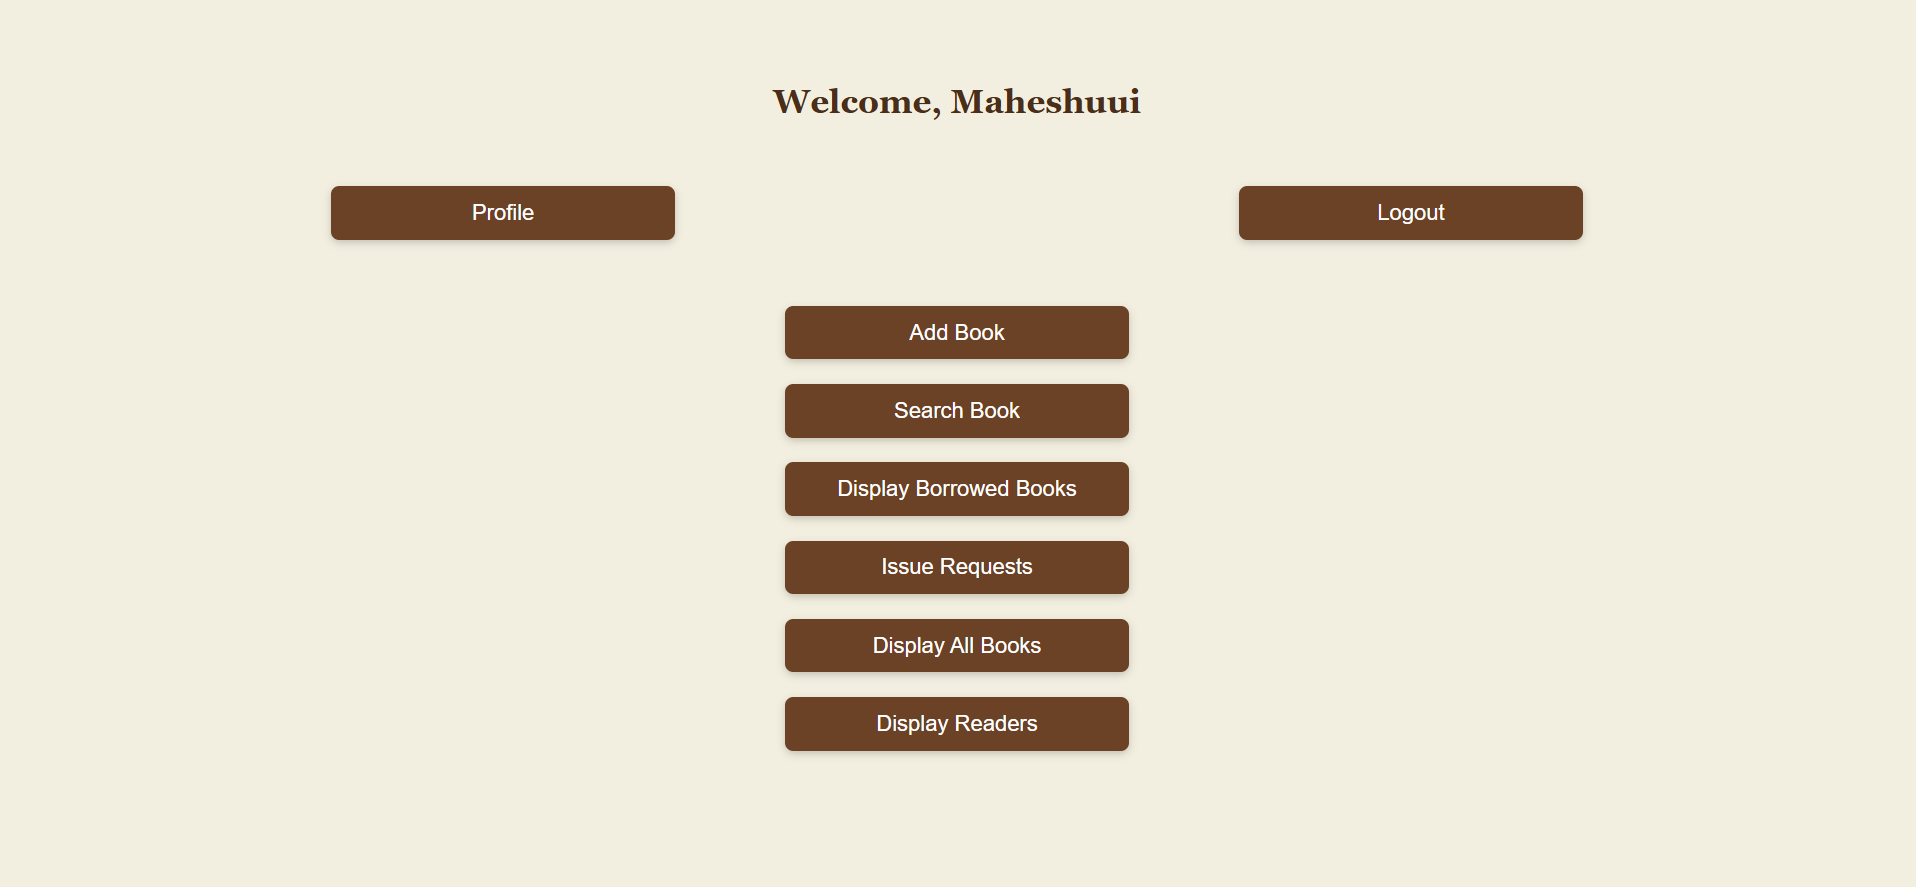 Welcome, Maheshuui
Profile
Logout
Add Book
Search Book
Display Borrowed Books
Issue Requests
Display All Books
Display Readers